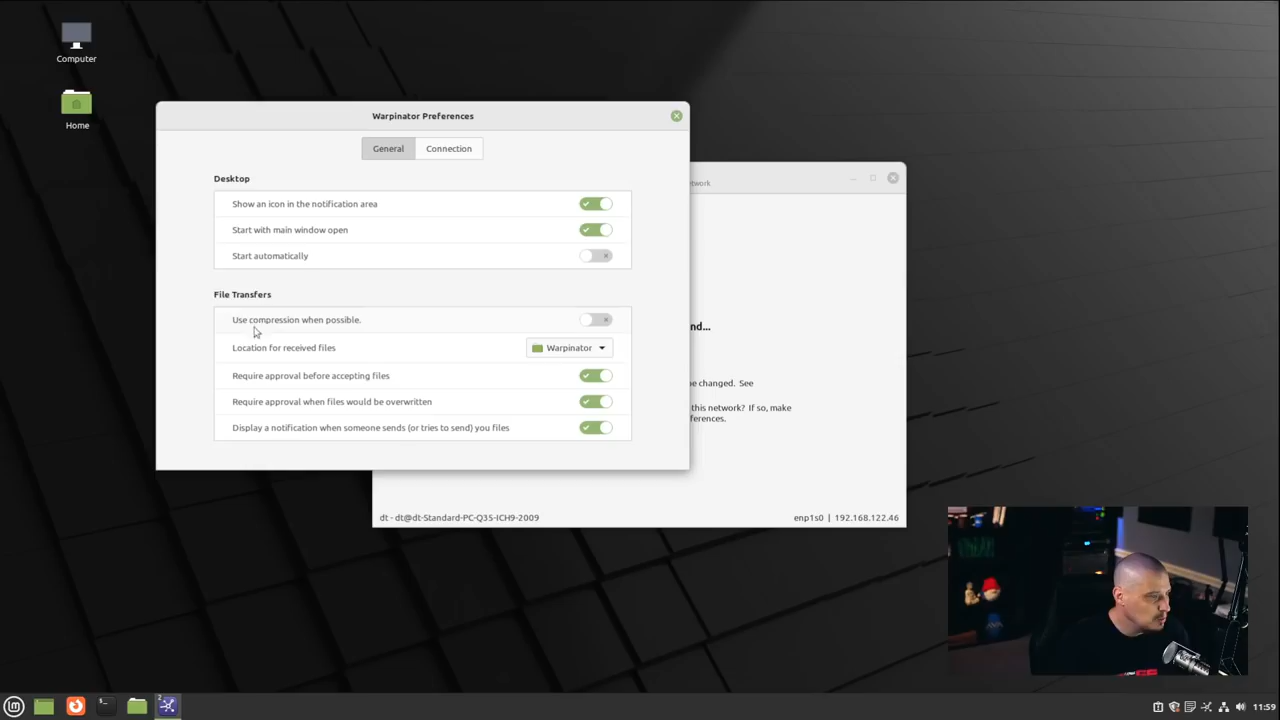 Computer
Home
Warpinator Preferences
General
Connection
Desktop
Show an icon in the notification area
Start with main window open
Start automatically
File Transfers
Use compression when possible.
Location for received files
Warpinator
Require approval before accepting files
Require approval when files would be overwritten
Display a notification when someone sends (or tries to send) you files
etwork
nd...
be changed. See
this network? If so, make
ferences.
dt - dt@dt-Standard-PC-Q35-ICH9-2009
enp1s0 | 192.168.122.46
2
11:59